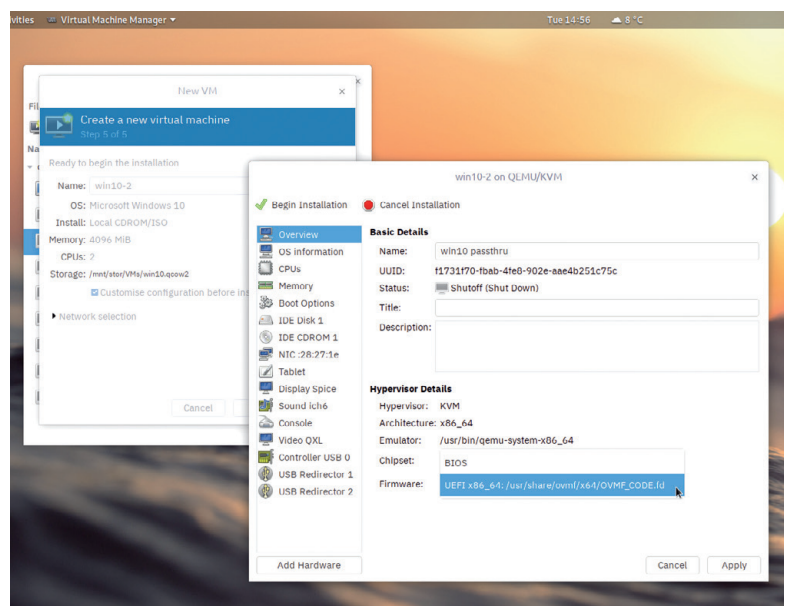 vities Virtual Machine Manager Tue 14:56 8 °C
New VM
Create a new virtual machine
Step 5 of 5
Fil
Na
Ready to begin the installation
Name: win10-2
OS: Microsoft Windows 10
Install: Local CDROM/ISO
Memory: 4096 MiB
CPUs: 2
Storage: /mnt/stor/VMs/win10.qcow2
Customise configuration before ins
Network selection
Cancel
win10-2 on QEMU/KVM
Begin Installation Cancel Installation
Overview
OS information
CPUs
Memory
Boot Options
IDE Disk 1
IDE CDROM 1
NIC :28:27:1e
Tablet
Display Spice
Sound ich6
Console
Video QXL
Controller USB 0
USB Redirector 1
USB Redirector 2
Add Hardware
Basic Details
Name: win10 passthru
UUID: f1731f70-fbab-4fe8-902e-aae4b251c75c
Status: Shutoff (Shut Down)
Title:
Description:
Hypervisor Details
Hypervisor: KVM
Architecture: x86_64
Emulator: /usr/bin/qemu-system-x86_64
Chipset:
BIOS
Firmware: UEFI x86_64: /usr/share/ovmf/x64/OVMF_CODE.fd
Cancel Apply